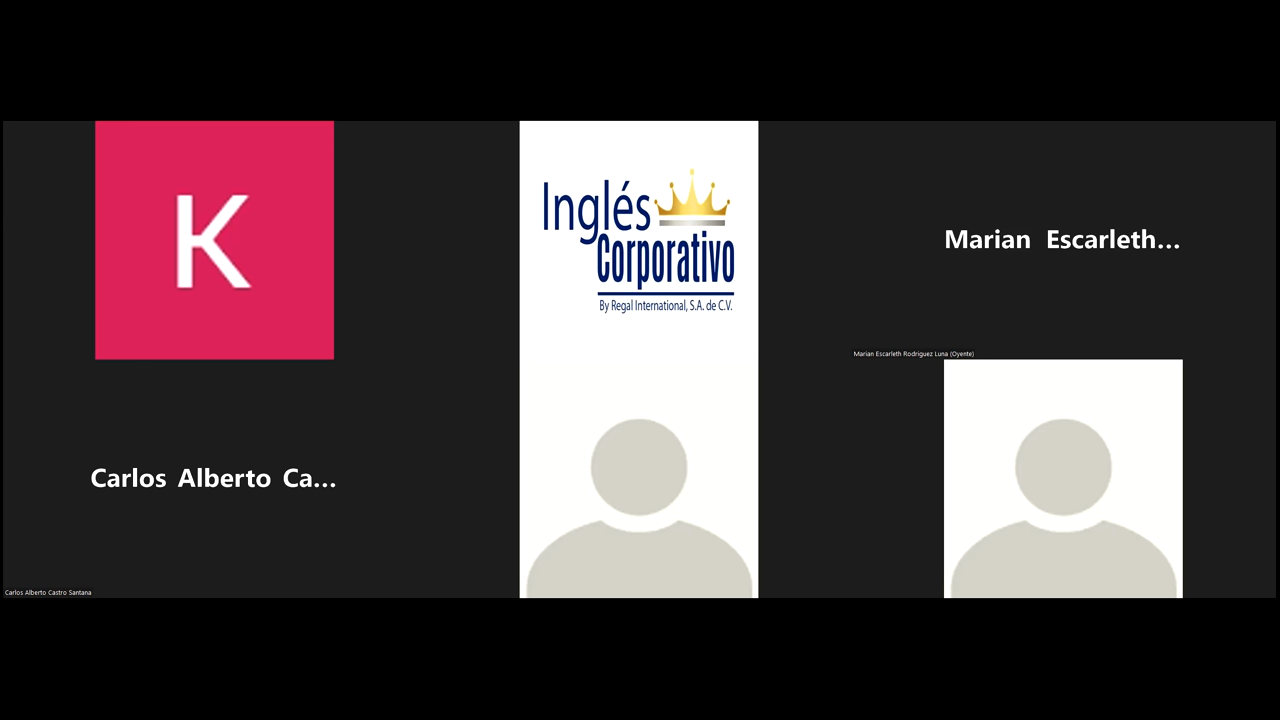 K
Inglés
Corporativo
By Regal International, S.A. de C.V.
Marian Escarleth...
Marian Escarleth Rodriguez Luna (Oyente)
Carlos Alberto Ca...
Carlos Alberto Castro Santana